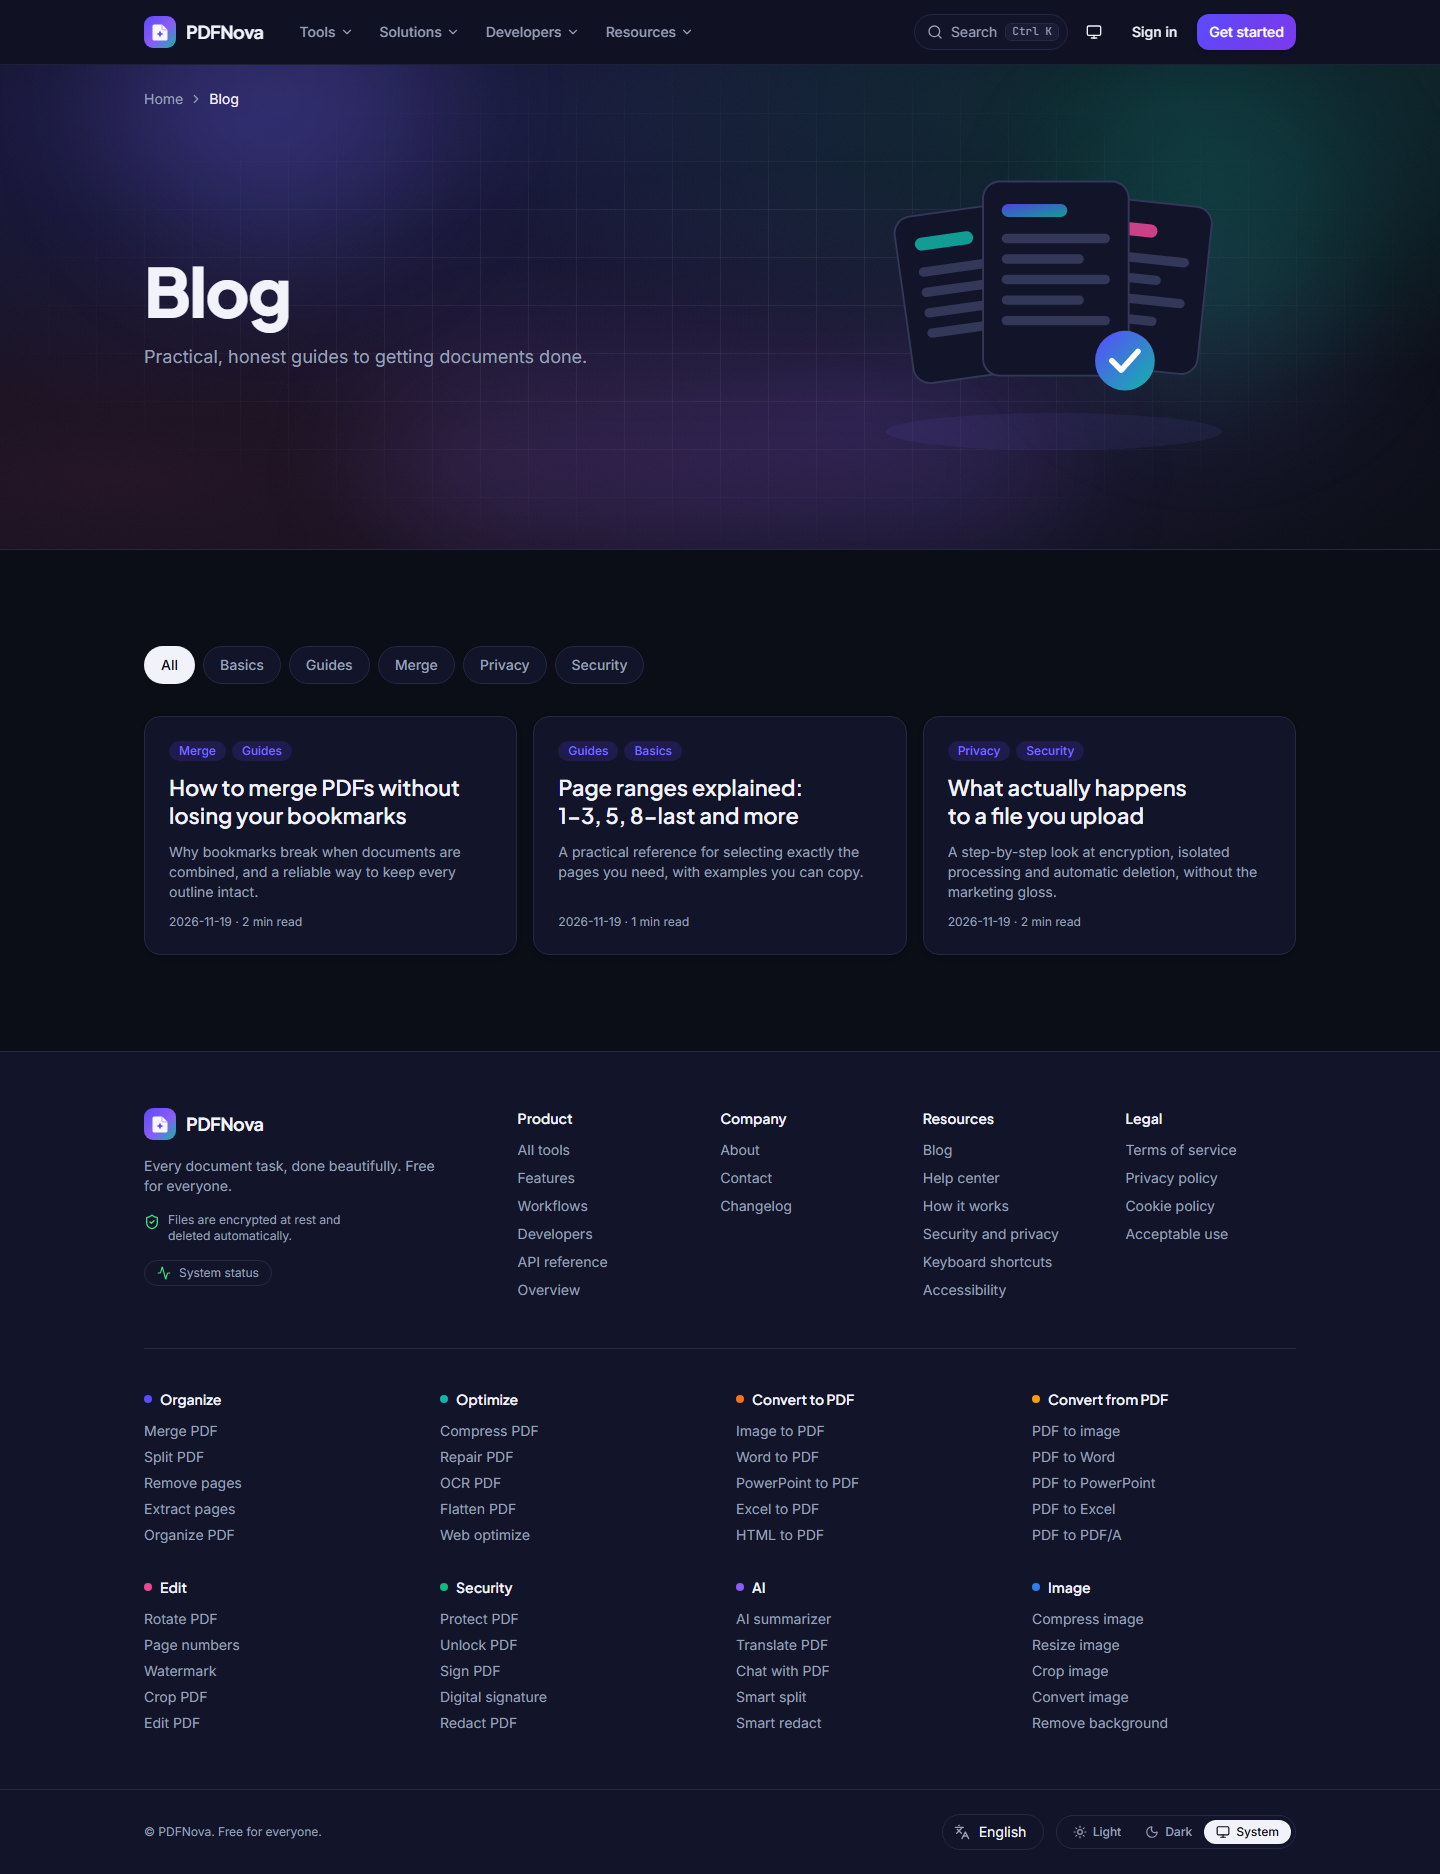 PDFNova
Tools
Solutions
Developers
Resources
Search
Ctrl K
Sign in
Get started
Home
Blog
Blog
Practical, honest guides to getting documents done.
All
Basics
Guides
Merge
Privacy
Security
Merge
Guides
How to merge PDFs without
losing your bookmarks
Why bookmarks break when documents are
combined, and a reliable way to keep every
outline intact.
2026-11-19 · 2 min read
Guides
Basics
Page ranges explained:
1–3, 5, 8–last and more
A practical reference for selecting exactly the
pages you need, with examples you can copy.
2026-11-19 · 1 min read
Privacy
Security
What actually happens
to a file you upload
A step-by-step look at encryption, isolated
processing and automatic deletion, without the
marketing gloss.
2026-11-19 · 2 min read
PDFNova
Every document task, done beautifully. Free
for everyone.
Files are encrypted at rest and
deleted automatically.
System status
Product
All tools
Features
Workflows
Developers
API reference
Overview
Company
About
Contact
Changelog
Resources
Blog
Help center
How it works
Security and privacy
Keyboard shortcuts
Accessibility
Legal
Terms of service
Privacy policy
Cookie policy
Acceptable use
Organize
Merge PDF
Split PDF
Remove pages
Extract pages
Organize PDF
Optimize
Compress PDF
Repair PDF
OCR PDF
Flatten PDF
Web optimize
Convert to PDF
Image to PDF
Word to PDF
PowerPoint to PDF
Excel to PDF
HTML to PDF
Convert from PDF
PDF to image
PDF to Word
PDF to PowerPoint
PDF to Excel
PDF to PDF/A
Edit
Rotate PDF
Page numbers
Watermark
Crop PDF
Edit PDF
Security
Protect PDF
Unlock PDF
Sign PDF
Digital signature
Redact PDF
AI
AI summarizer
Translate PDF
Chat with PDF
Smart split
Smart redact
Image
Compress image
Resize image
Crop image
Convert image
Remove background
© PDFNova. Free for everyone.
English
Light
Dark
System